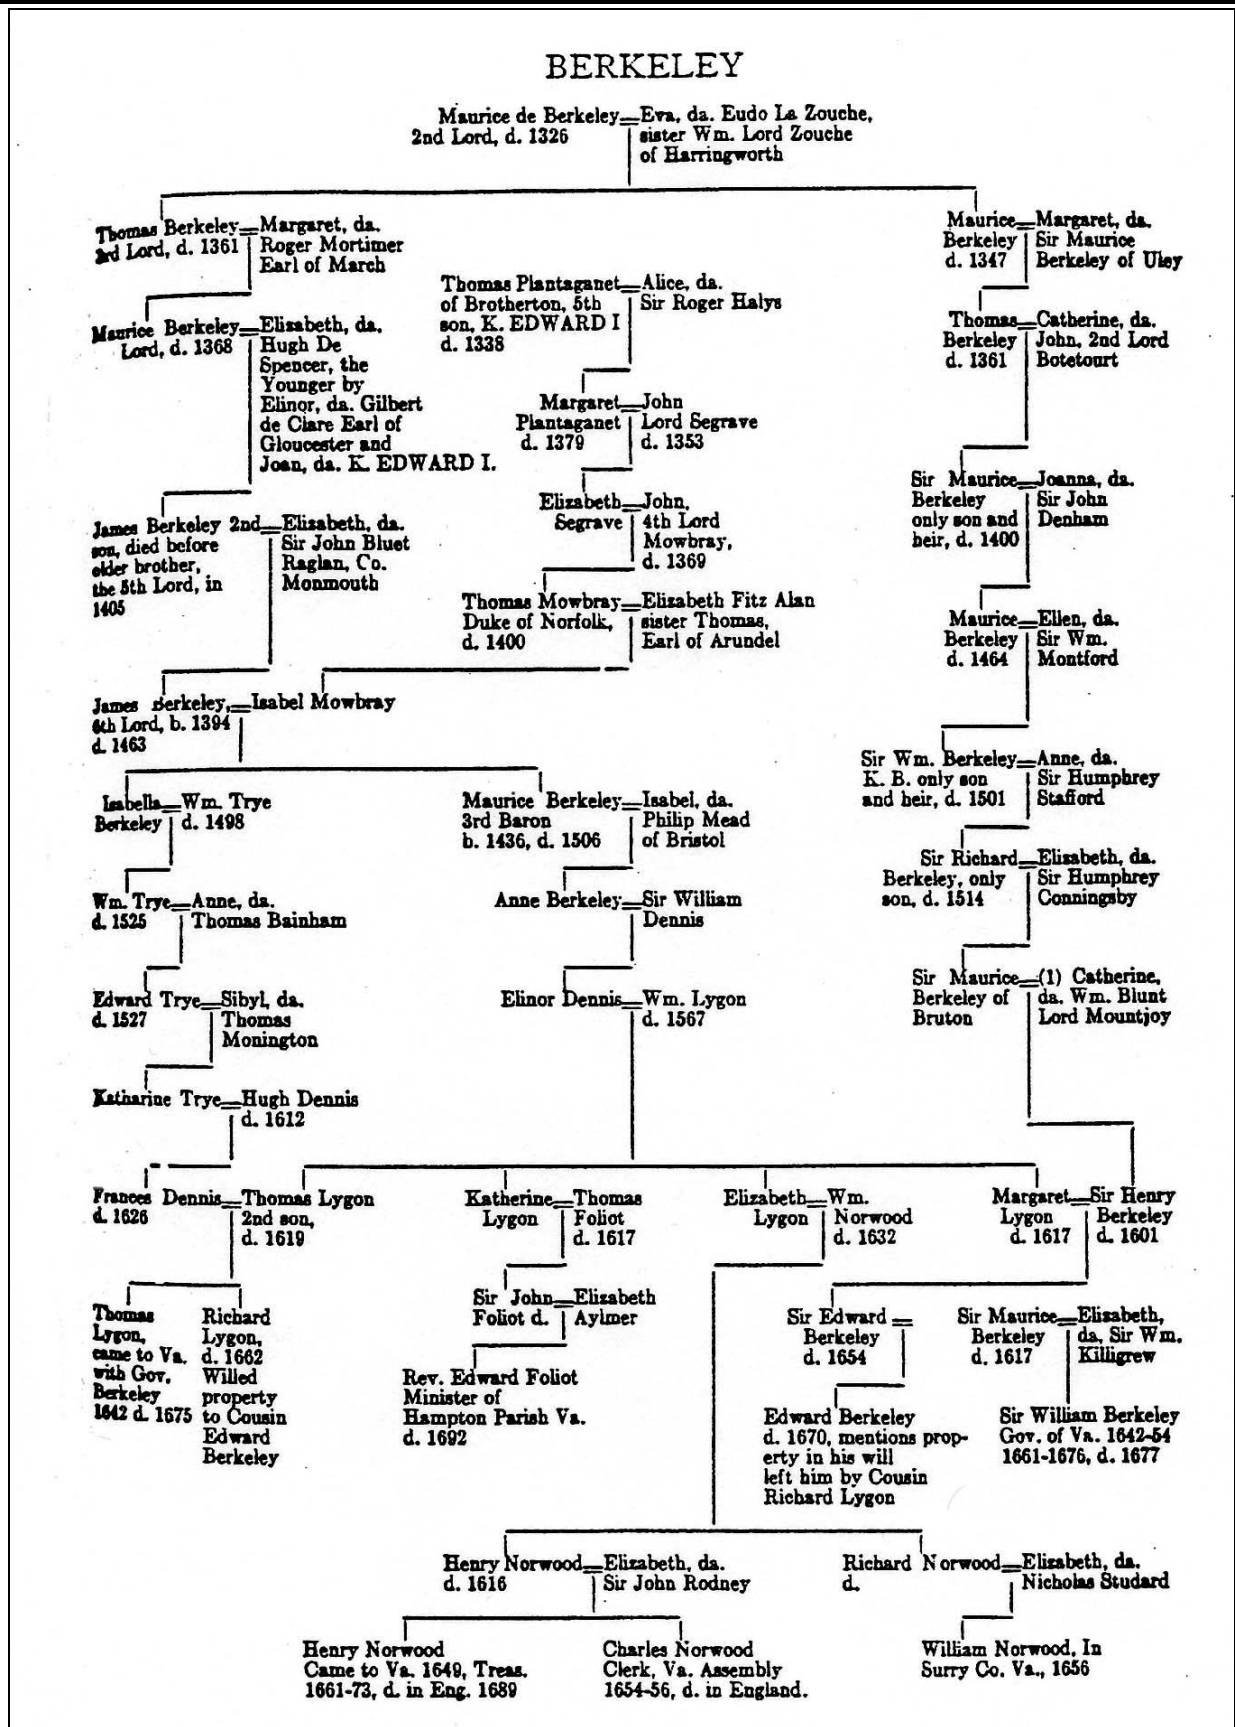 BERKELEY
Maurice de Berkeley=Eva, da. Eudo La Zouche,
2nd Lord, d. 1326 sister Wm. Lord Zouche
of Harringworth
Thomas Berkeley=Margaret, da.
3rd Lord, d. 1361 Roger Mortimer
Earl of March
Maurice=Margaret, da.
Berkeley Sir Maurice
d. 1347 Berkeley of Uley
Thomas Plantaganet=Alice, da.
of Brotherton, 5th Sir Roger Halys
son, K. EDWARD I
d. 1338
Maurice Berkeley=Elisabeth, da.
Lord, d. 1368 Hugh De
Spencer, the
Younger by
Elinor, da. Gilbert
de Clare Earl of
Gloucester and
Joan, da. K. EDWARD I.
Thomas=Catherine, da.
Berkeley John, 2nd Lord
d. 1361 Botetourt
Margaret=John
Plantaganet Lord Segrave
d. 1379 d. 1353
Sir Maurice=Joanna, da.
Berkeley Sir John
only son and Denham
heir, d. 1400
Elizabeth=John,
Segrave 4th Lord
Mowbray,
d. 1369
James Berkeley 2nd=Elisabeth, da.
son, died before Sir John Bluet
elder brother, Raglan, Co.
the 5th Lord, in Monmouth
1405
Thomas Mowbray=Elizabeth Fitz Alan
Duke of Norfolk, sister Thomas,
d. 1400 Earl of Arundel
Maurice=Ellen, da.
Berkeley Sir Wm.
d. 1464 Montford
James Berkeley,=Isabel Mowbray
6th Lord, b. 1394
d. 1463
Sir Wm. Berkeley=Anne, da.
K. B. only son Sir Humphrey
and heir, d. 1501 Stafford
Isabella=Wm. Trye
Berkeley d. 1498
Maurice Berkeley=Isabel, da.
3rd Baron Philip Mead
b. 1436, d. 1506 of Bristol
Sir Richard=Elisabeth, da.
Berkeley, only Sir Humphrey
son, d. 1514 Conningsby
Wm. Trye=Anne, da.
d. 1525 Thomas Bainham
Anne Berkeley=Sir William
Dennis
Sir Maurice=(1) Catherine,
Berkeley of da. Wm. Blunt
Bruton Lord Mountjoy
Edward Trye=Sibyl, da.
d. 1527 Thomas
Monington
Elinor Dennis=Wm. Lygon
d. 1567
Katharine Trye=Hugh Dennis
d. 1612
Frances Dennis=Thomas Lygon
d. 1626 2nd son,
d. 1619
Katherine=Thomas
Lygon Foliot
d. 1617
Elizabeth=Wm.
Lygon Norwood
d. 1632
Margaret=Sir Henry
Lygon Berkeley
d. 1617 d. 1601
Thomas
Lygon,
came to Va.
with Gov.
Berkeley
1642 d. 1675
Richard
Lygon,
d. 1662
Willed
property
to Cousin
Edward
Berkeley
Sir John=Elizabeth
Foliot d. Aylmer
Rev. Edward Foliot
Minister of
Hampton Parish Va.
d. 1692
Sir Edward=
Berkeley
d. 1654
Sir Maurice=Elisabeth,
Berkeley da, Sir Wm.
d. 1617 Killigrew
Edward Berkeley
d. 1670, mentions prop-
erty in his will
left him by Cousin
Richard Lygon
Sir William Berkeley
Gov. of Va. 1642-54
1661-1676, d. 1677
Henry Norwood=Elizabeth, da.
d. 1616 Sir John Rodney
Richard Norwood=Elizabeth, da.
d. Nicholas Studard
Henry Norwood
Came to Va. 1649, Treas.
1661-73, d. in Eng. 1689
Charles Norwood
Clerk, Va. Assembly
1654-56, d. in England.
William Norwood, In
Surry Co. Va., 1656